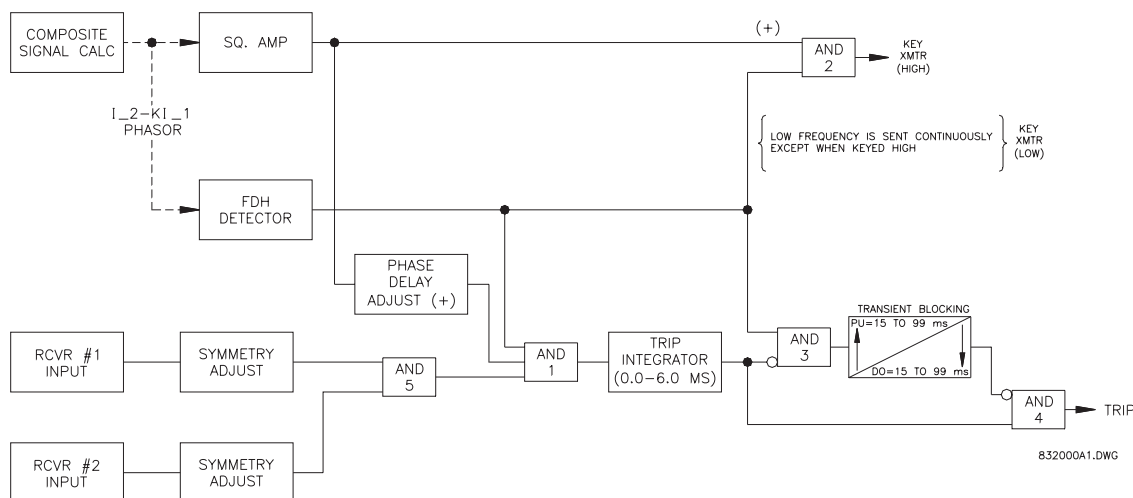 COMPOSITE
SIGNAL CALC
SQ. AMP
(+)
AND
2
KEY
XMTR
(HIGH)
I_2-KI_1
PHASOR
LOW FREQUENCY IS SENT CONTINUOUSLY
EXCEPT WHEN KEYED HIGH
KEY
XMTR
(LOW)
FDH
DETECTOR
PHASE
DELAY
ADJUST (+)
TRANSIENT BLOCKING
PU=15 TO 99 ms
DO=15 TO 99 ms
RCVR #1
INPUT
SYMMETRY
ADJUST
AND
5
AND
1
TRIP
INTEGRATOR
(0.0-6.0 MS)
AND
3
AND
4
TRIP
RCVR #2
INPUT
SYMMETRY
ADJUST
832000A1.DWG